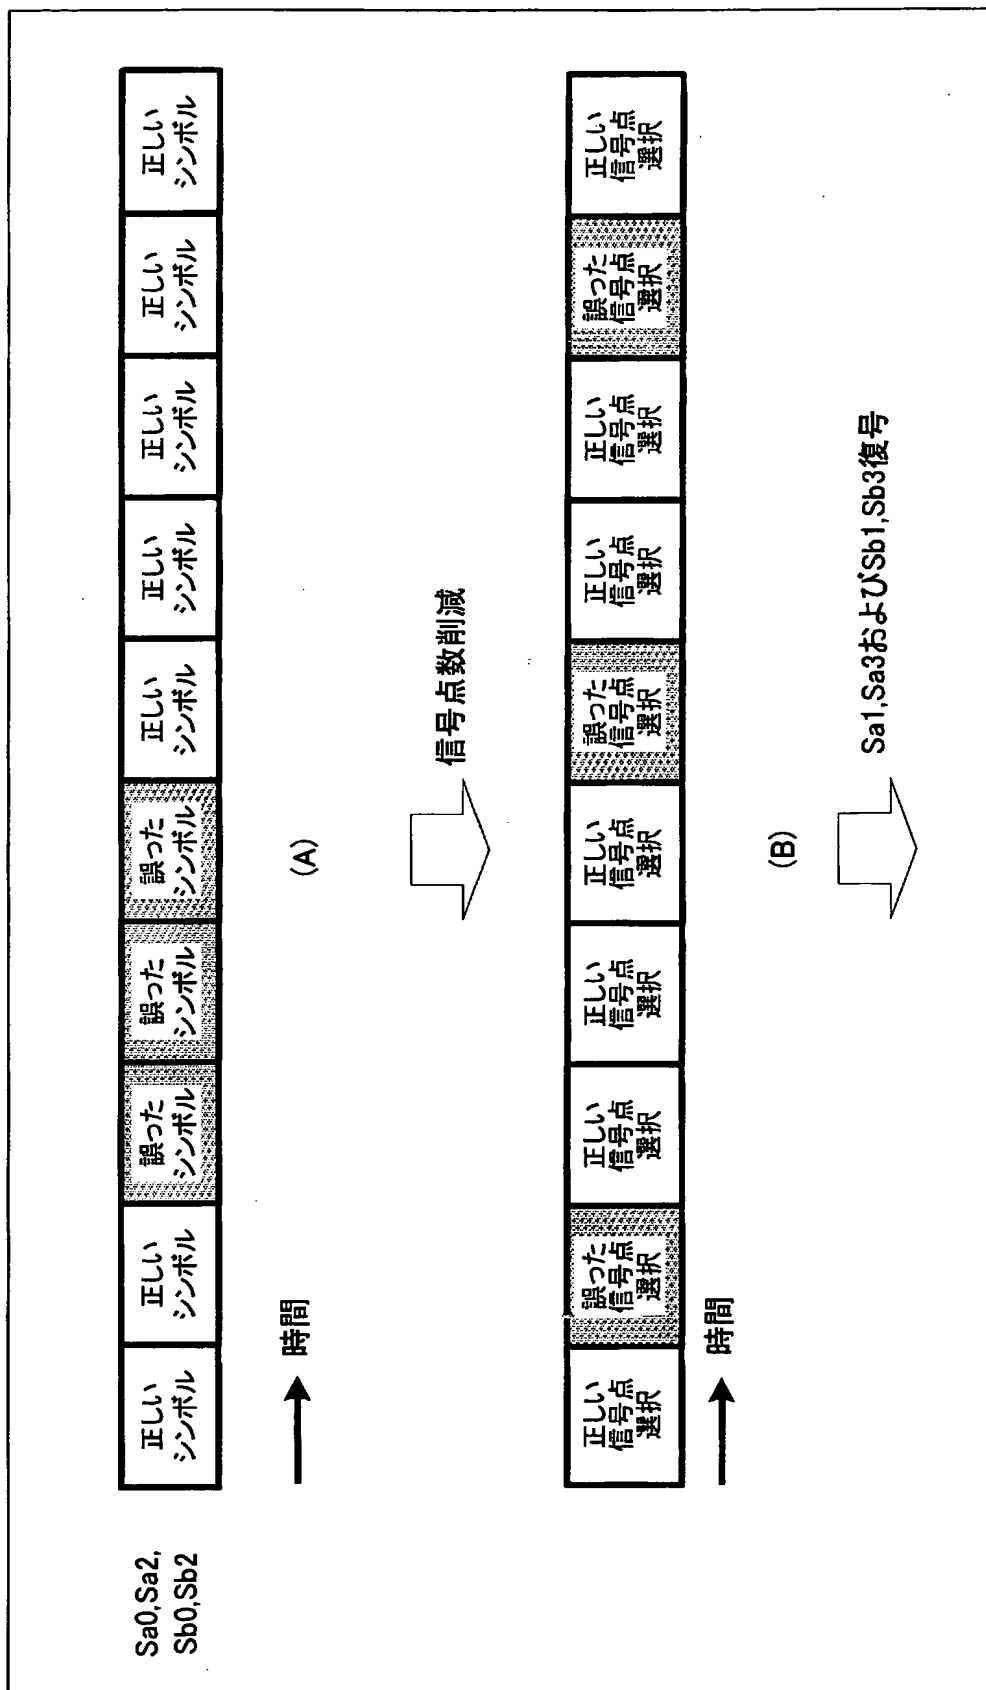 Sa0,Sa2,
Sb0,Sb2
正しい
シンボル
正しい
シンボル
誤った
シンボル
誤った
シンボル
誤った
シンボル
正しい
シンボル
正しい
シンボル
正しい
シンボル
正しい
シンボル
正しい
シンボル
時間
(A)
信号点数削減
正しい
信号点
選択
誤った
信号点
選択
正しい
信号点
選択
正しい
信号点
選択
正しい
信号点
選択
誤った
信号点
選択
正しい
信号点
選択
正しい
信号点
選択
誤った
信号点
選択
正しい
信号点
選択
時間
(B)
Sa1,Sa3およびSb1,Sb3復号